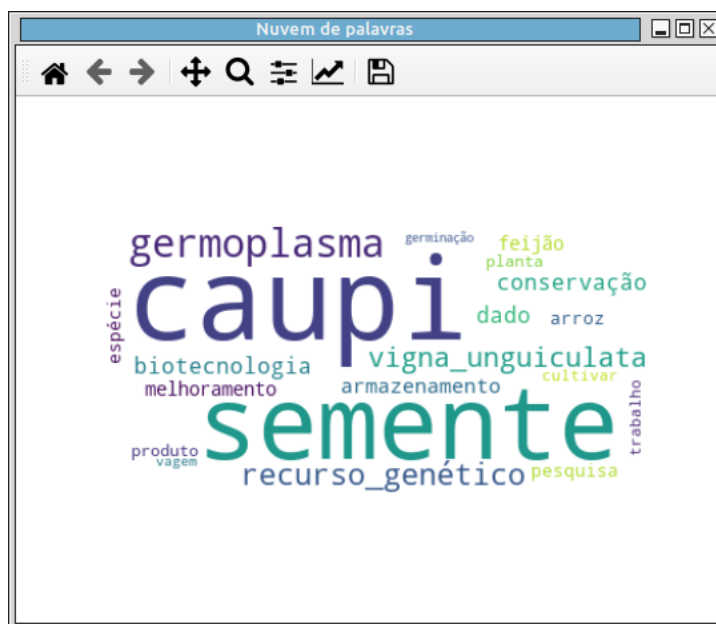 Nuvem de palavras
germoplasma
germinação
feijão
planta
caupi
conservação
espécie
dado
arroz
biotecnologia
vigna_unguiculata
melhoramento
armazenamento
cultivar
semente
trabalho
produto
vagem
recurso_genético
pesquisa